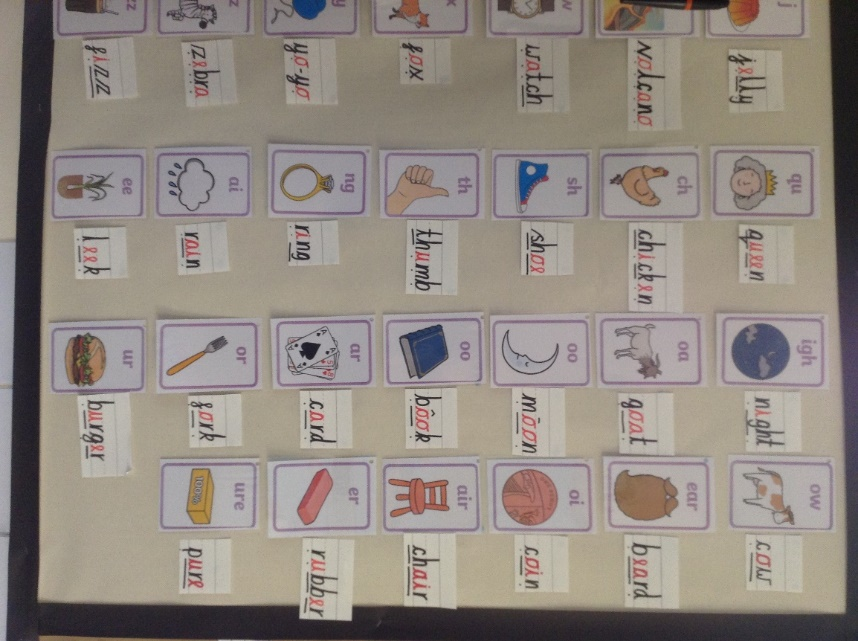 j
jelly
qu
queen
igh
night
ow
cow
volcano
ch
chicken
oa
goat
ear
beard
w
watch
sh
shoe
oo
moon
oi
coin
x
fox
th
thumb
oo
book
air
chair
y
yo-yo
ng
ring
ar
card
er
rubber
z
zebra
ai
rain
or
fork
100%
ure
pure
zz
fizz
ee
leek
ur
burger